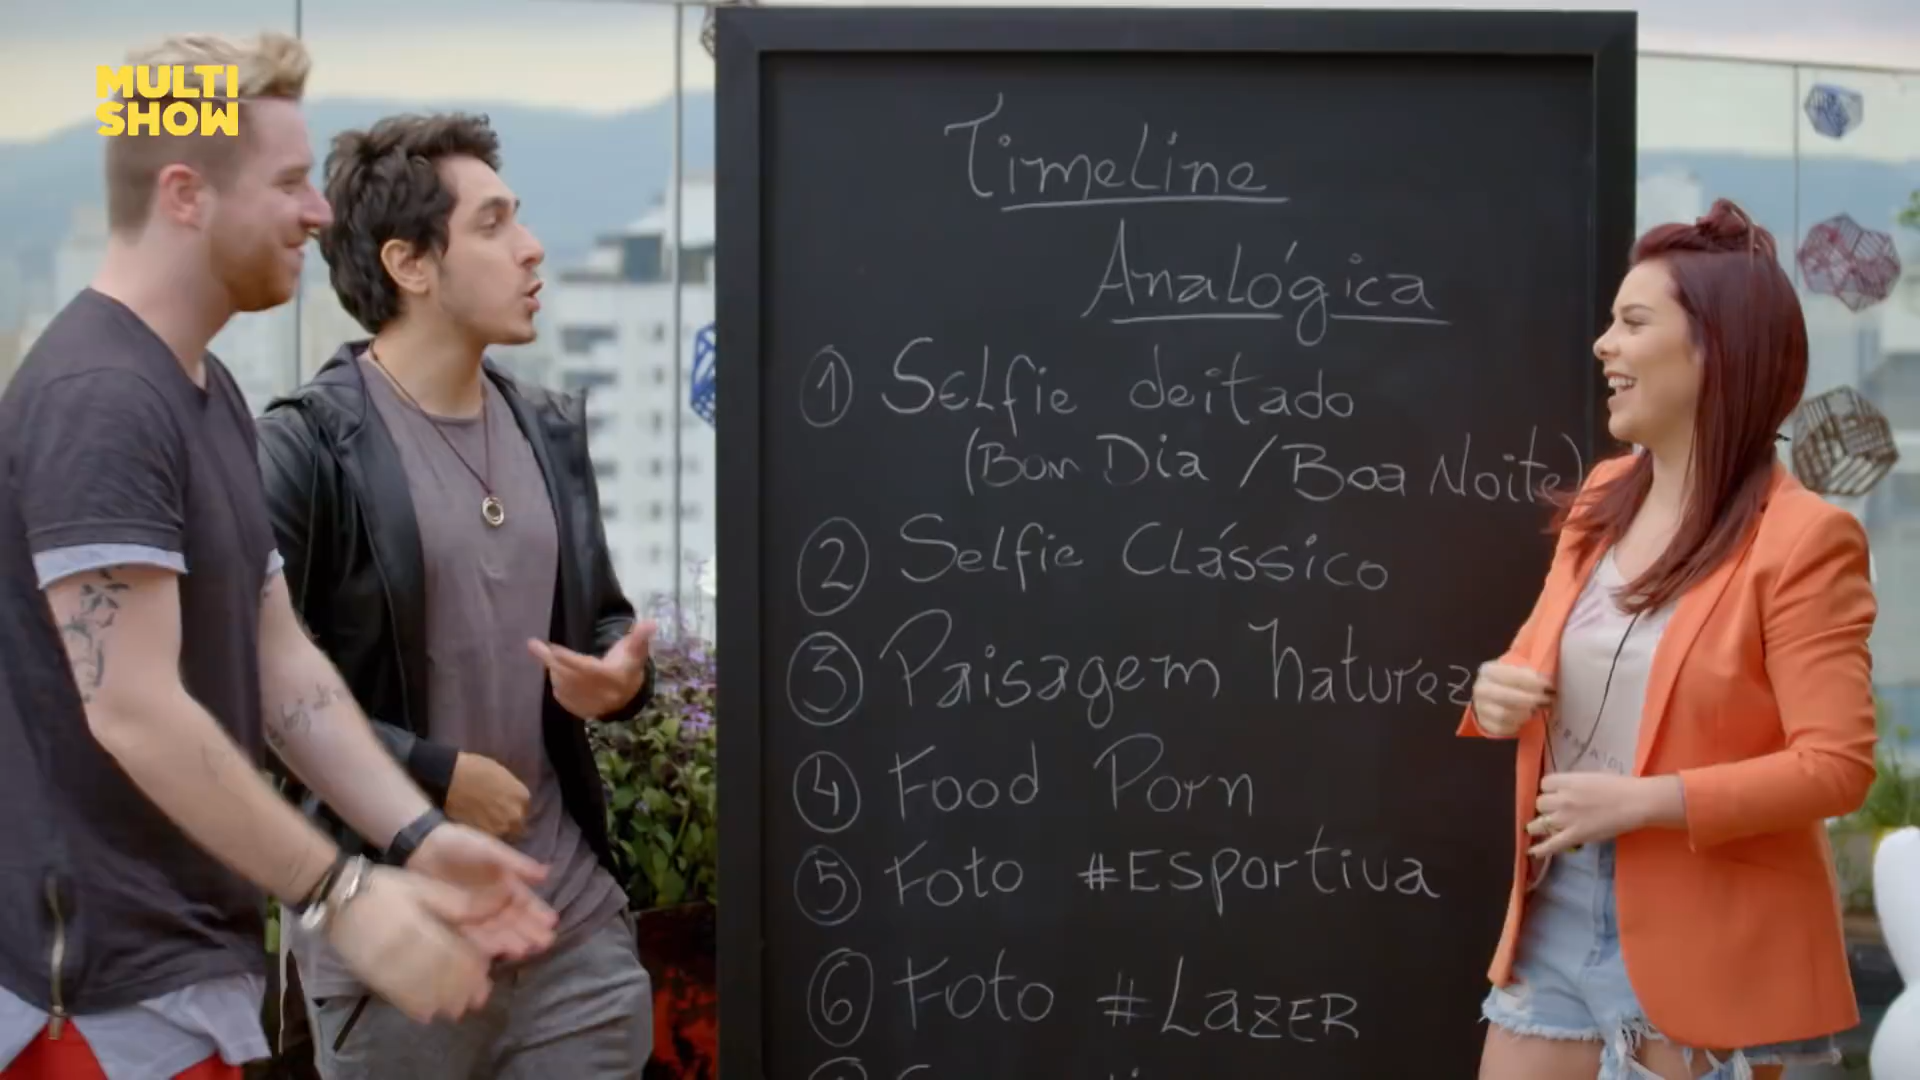 MULTI
SHOW
Timeline
Analógica
1 Selfie deitado
(Bom Dia / Boa Noite)
2 Selfie Clássico
3 Paisagem Naturez
4 Food Porn
5 Foto #Esportiva
6 Foto #LAZER